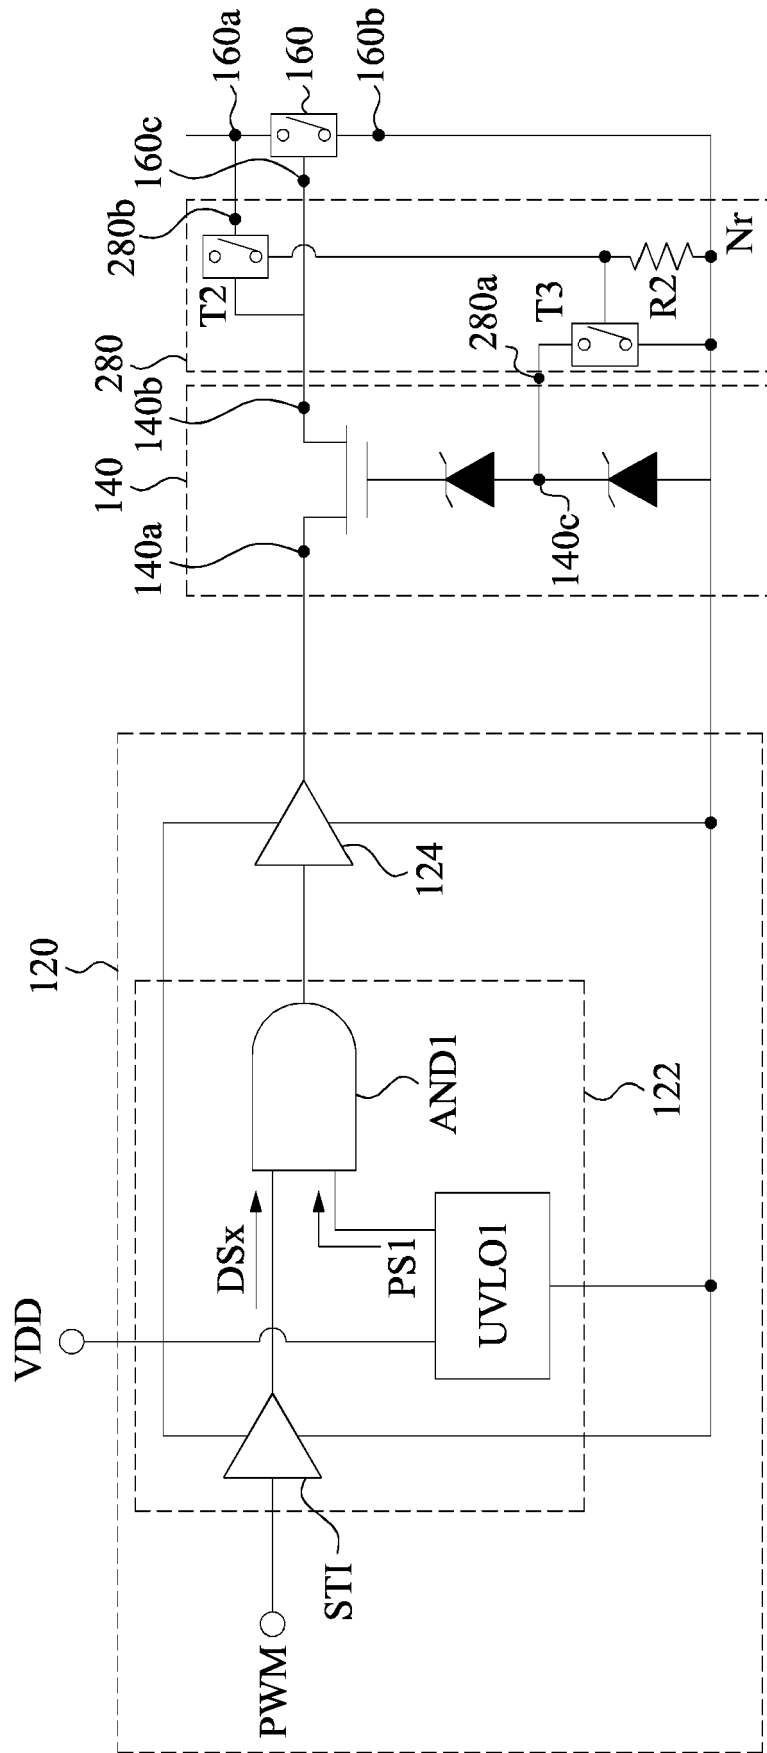 160a
160
160b
160c
280b
T2
280
T3
280a
R2
Nr
140b
140
140a
140c
124
120
AND1
122
DSx
PS1
UVLO1
VDD
STI
PWM